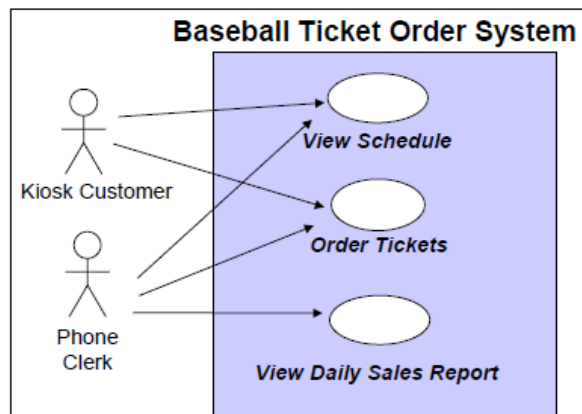 Baseball Ticket Order System
View Schedule
Kiosk Customer
Order Tickets
Phone
Clerk
View Daily Sales Report